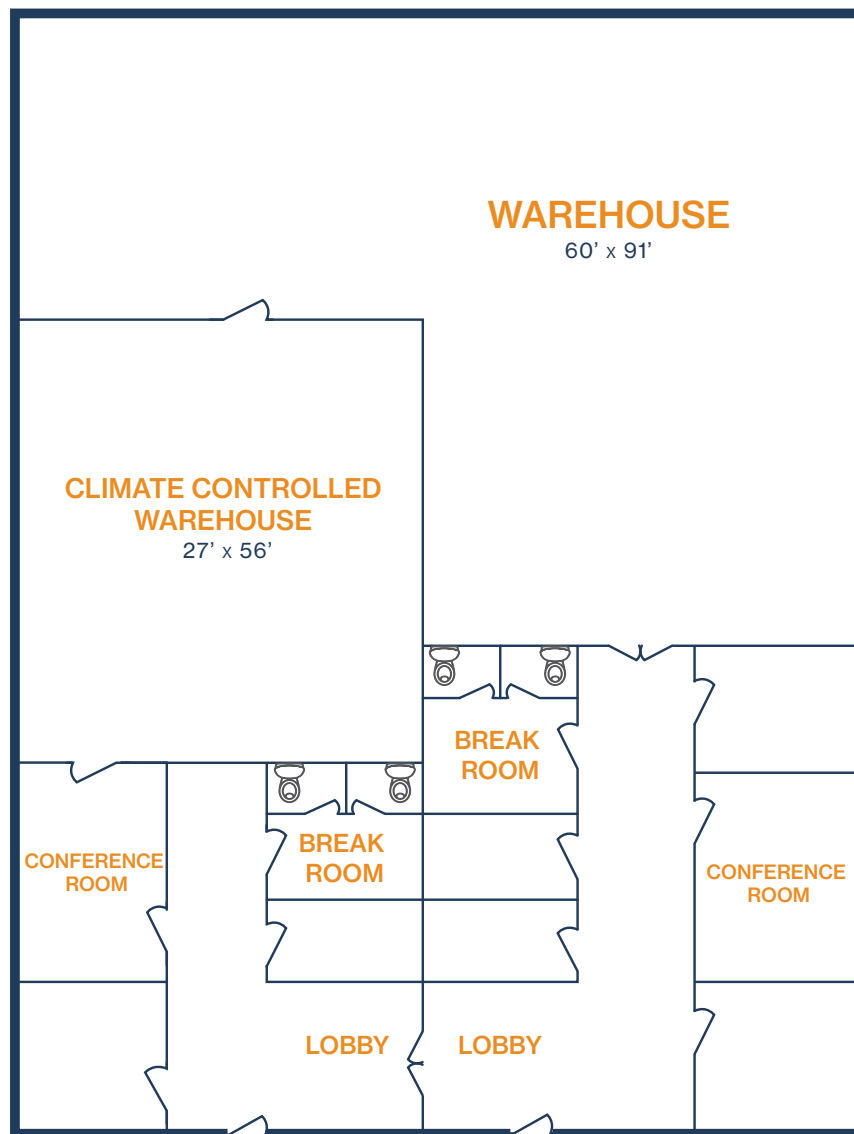 WAREHOUSE
60’ x 91’
CLIMATE CONTROLLED
WAREHOUSE
27’ x 56’
BREAK
ROOM
BREAK
ROOM
CONFERENCE
ROOM
CONFERENCE
ROOM
LOBBY
LOBBY